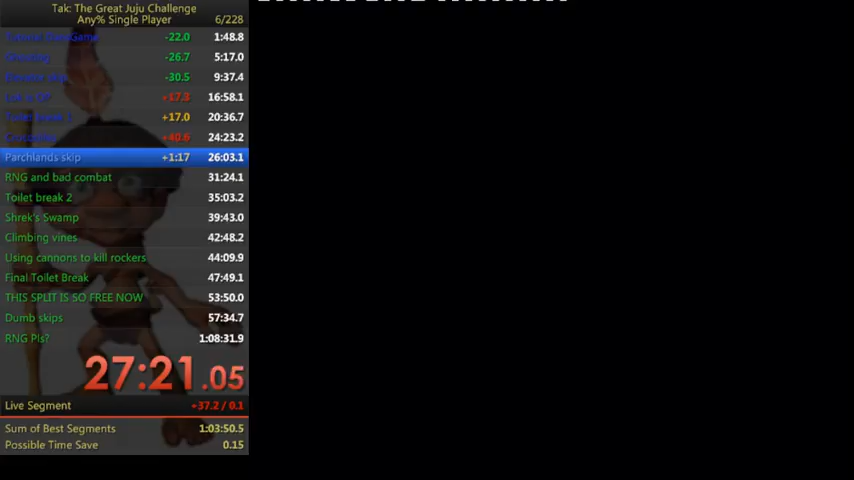 Tak: The Great Juju Challenge
Any% Single Player 6/228
-22.0 1:48.8
-26.7 5:17.0
-30.5 9:37.4
+17.3 16:58.1
Toilet break 1 +17.0 20:36.7
+40.6 24:23.2
Parchlands skip +1:17 26:03.1
RNG and bad combat 31:24.1
Toilet break 2 35:03.2
Shrek's Swamp 39:43.0
Climbing vines 42:48.2
Using cannons to kill rockers 44:09.9
Final Toilet Break 47:49.1
THIS SPLIT IS SO FREE NOW 53:50.0
Dumb skips 57:34.7
RNG Pls? 1:08:31.9
27:21.05
Live Segment +37.2 / 0.1
Sum of Best Segments 1:03:50.5
Possible Time Save 0.15